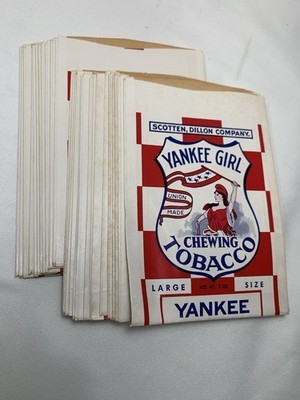 SCOTTEN, DILLON COMPANY.
YANKEE GIRL
UNION
MADE
CHEWING
TOBACCO
LARGE SIZE
YANKEE